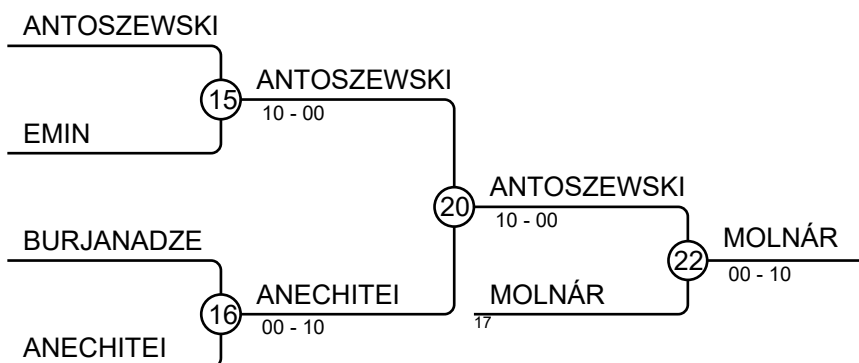 ANTOSZEWSKI
ANTOSZEWSKI
15
10 - 00
EMIN
ANTOSZEWSKI
20
10 - 00
BURJANADZE
MOLNÁR
22
00 - 10
ANECHITEI
MOLNÁR
16
17
00 - 10
ANECHITEI